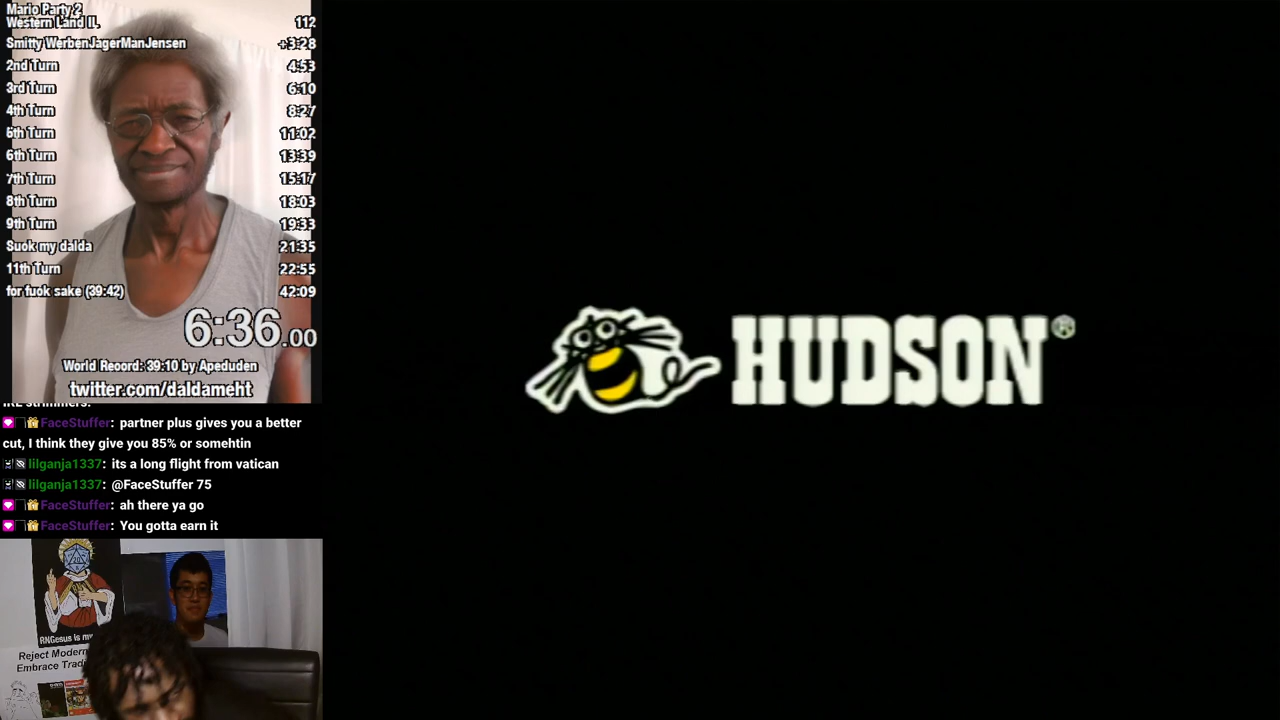 Mario Party 2
Western Land II. 112
Smitty WerbenJagerManJensen +3:28
2nd Turn 4:53
3rd Turn 6:10
4th Turn 8:27
5th Turn 11:02
6th Turn 13:39
7th Turn 15:17
8th Turn 18:03
9th Turn 19:33
Suck my dalda 21:35
11th Turn 22:55
for fuck sake (39:42) 42:09
6:36.00
World Record: 39:10 by Apeduden
twitter.com/daldameht
FaceStuffer: partner plus gives you a better
cut, I think they give you 85% or somehtin
lilganja1337: its a long flight from vatican
lilganja1337: @FaceStuffer 75
FaceStuffer: ah there ya go
FaceStuffer: You gotta earn it
RNGesus is my
Reject Modern
Embrace Trad
HUDSON®